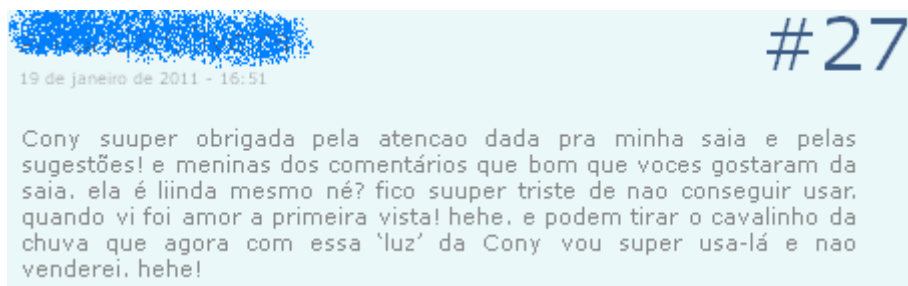 #27
19 de janeiro de 2011 - 16:51
Cony suuper obrigada pela atencao dada pra minha saia e pelas
sugestões! e meninas dos comentários que bom que voces gostaram da
saia. ela é liinda mesmo né? fico suuper triste de nao conseguir usar.
quando vi foi amor a primeira vista! hehe. e podem tirar o cavalinho da
chuva que agora com essa ‘luz’ da Cony vou super usa-lá e nao
venderei. hehe!